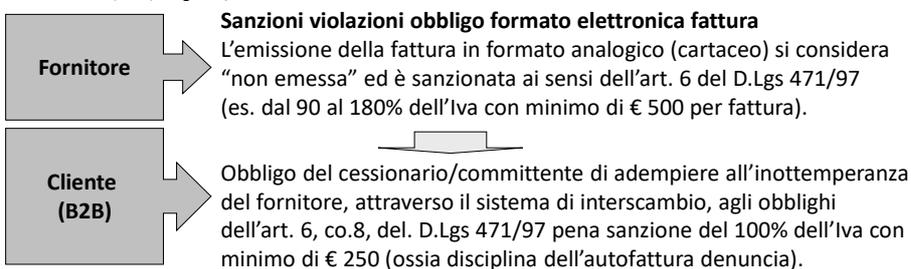 Sanzioni violazioni obbligo formato elettronica fattura
Fornitore
L’emissione della fattura in formato analogico (cartaceo) si considera
“non emessa” ed è sanzionata ai sensi dell’art. 6 del D.Lgs 471/97
(es. dal 90 al 180% dell’Iva con minimo di € 500 per fattura).
Cliente
(B2B)
Obbligo del cessionario/committente di adempiere all’inottemperanza
del fornitore, attraverso il sistema di interscambio, agli obblighi
dell’art. 6, co.8, del. D.Lgs 471/97 pena sanzione del 100% dell’Iva con
minimo di € 250 (ossia disciplina dell’autofattura denuncia).